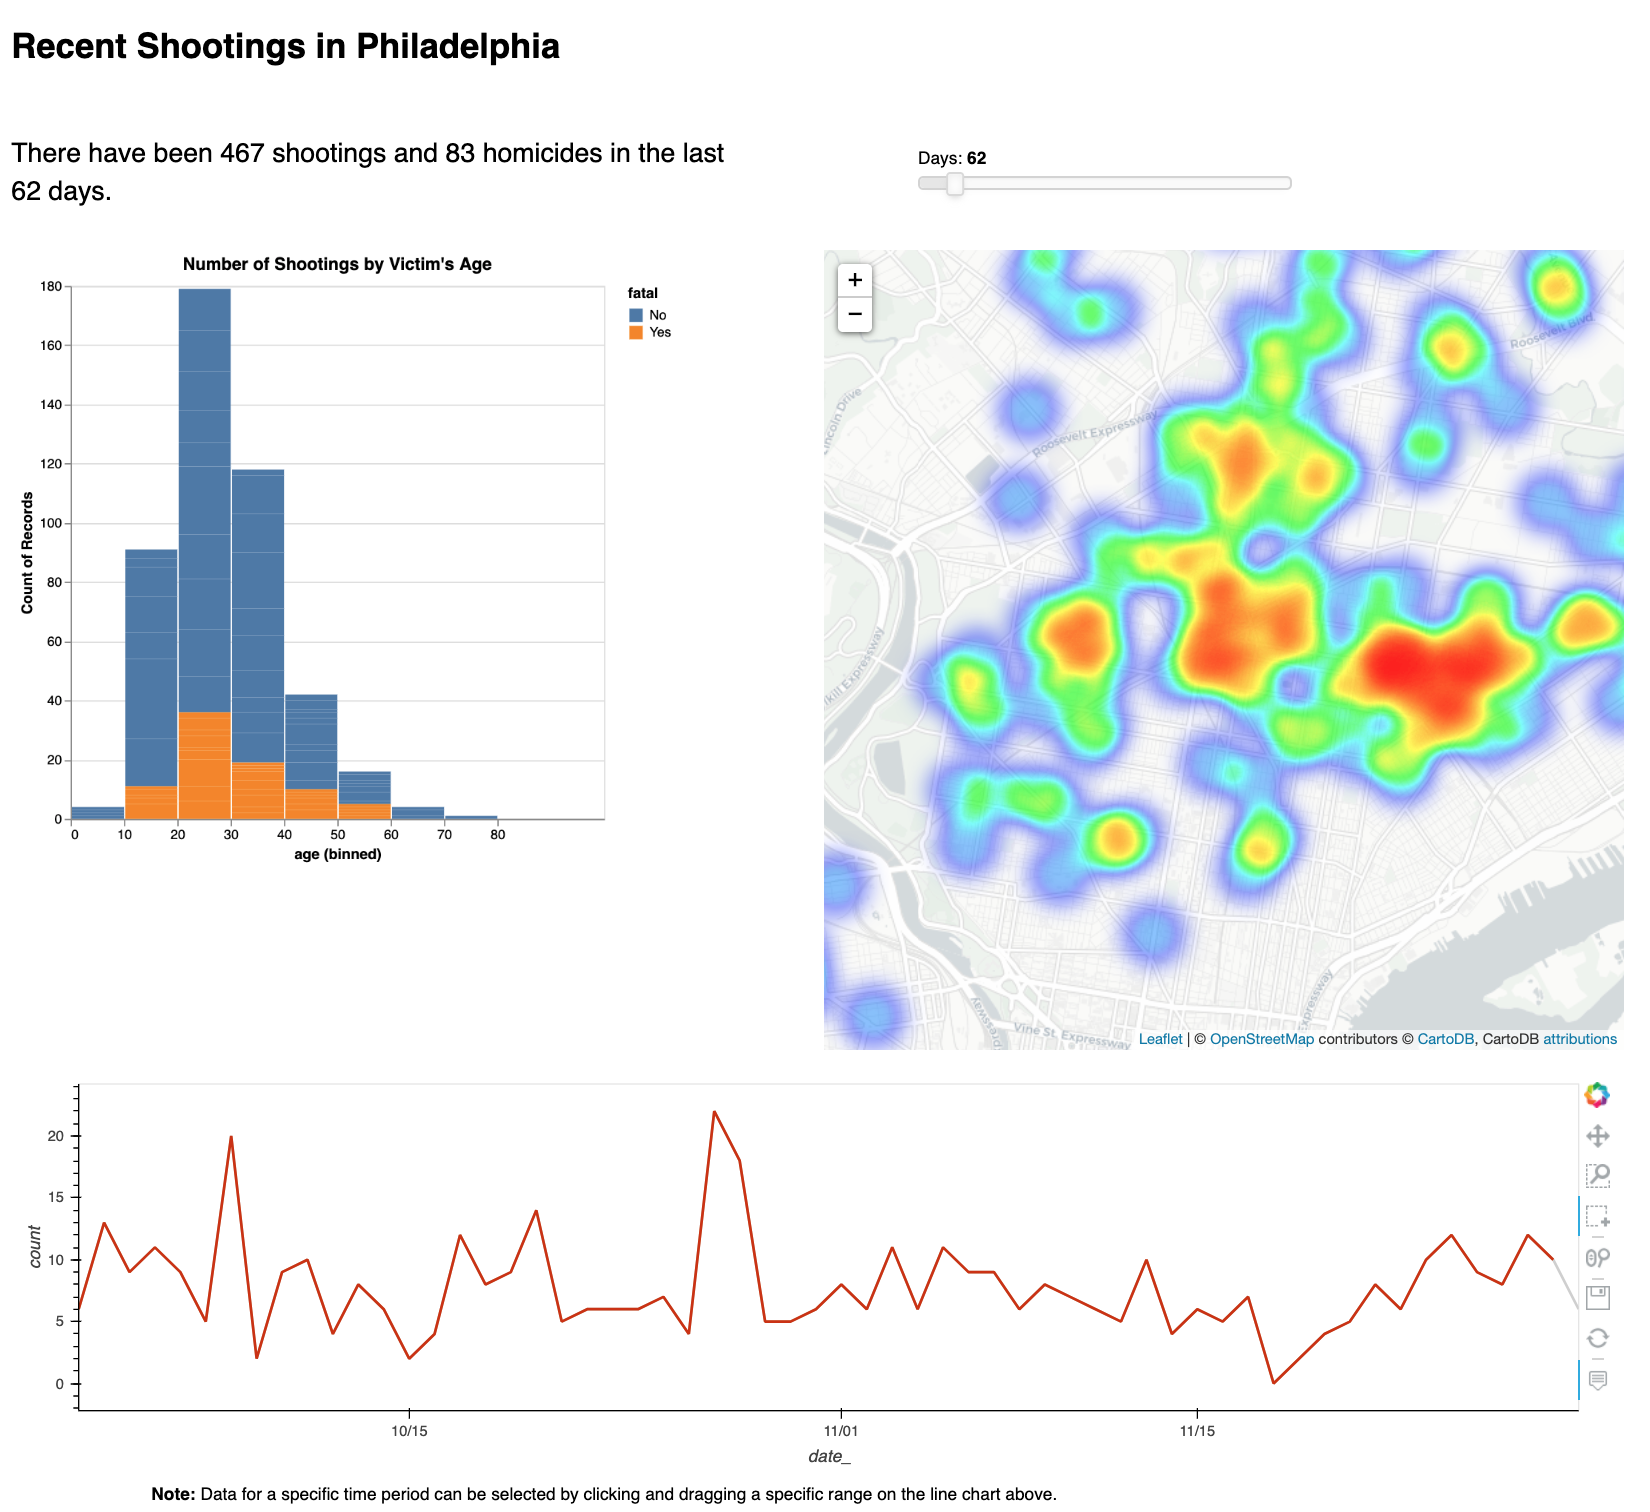 Recent Shootings in Philadelphia
There have been 467 shootings and 83 homicides in the last
62 days.
Days: 62
Number of Shootings by Victim's Age
Count of Records
180
160
140
120
100
80
60
40
20
0
0 10 20 30 40 50 60 70 80
age (binned)
fatal
No
Yes
+
−
Roosevelt Blvd
Lincoln Drive
Roosevelt Expressway
Expressway
Vine St. Expressway
Leaflet | © OpenStreetMap contributors © CartoDB, CartoDB attributions
count
20
15
10
5
0
10/15 11/01 11/15
date_
Note: Data for a specific time period can be selected by clicking and dragging a specific range on the line chart above.